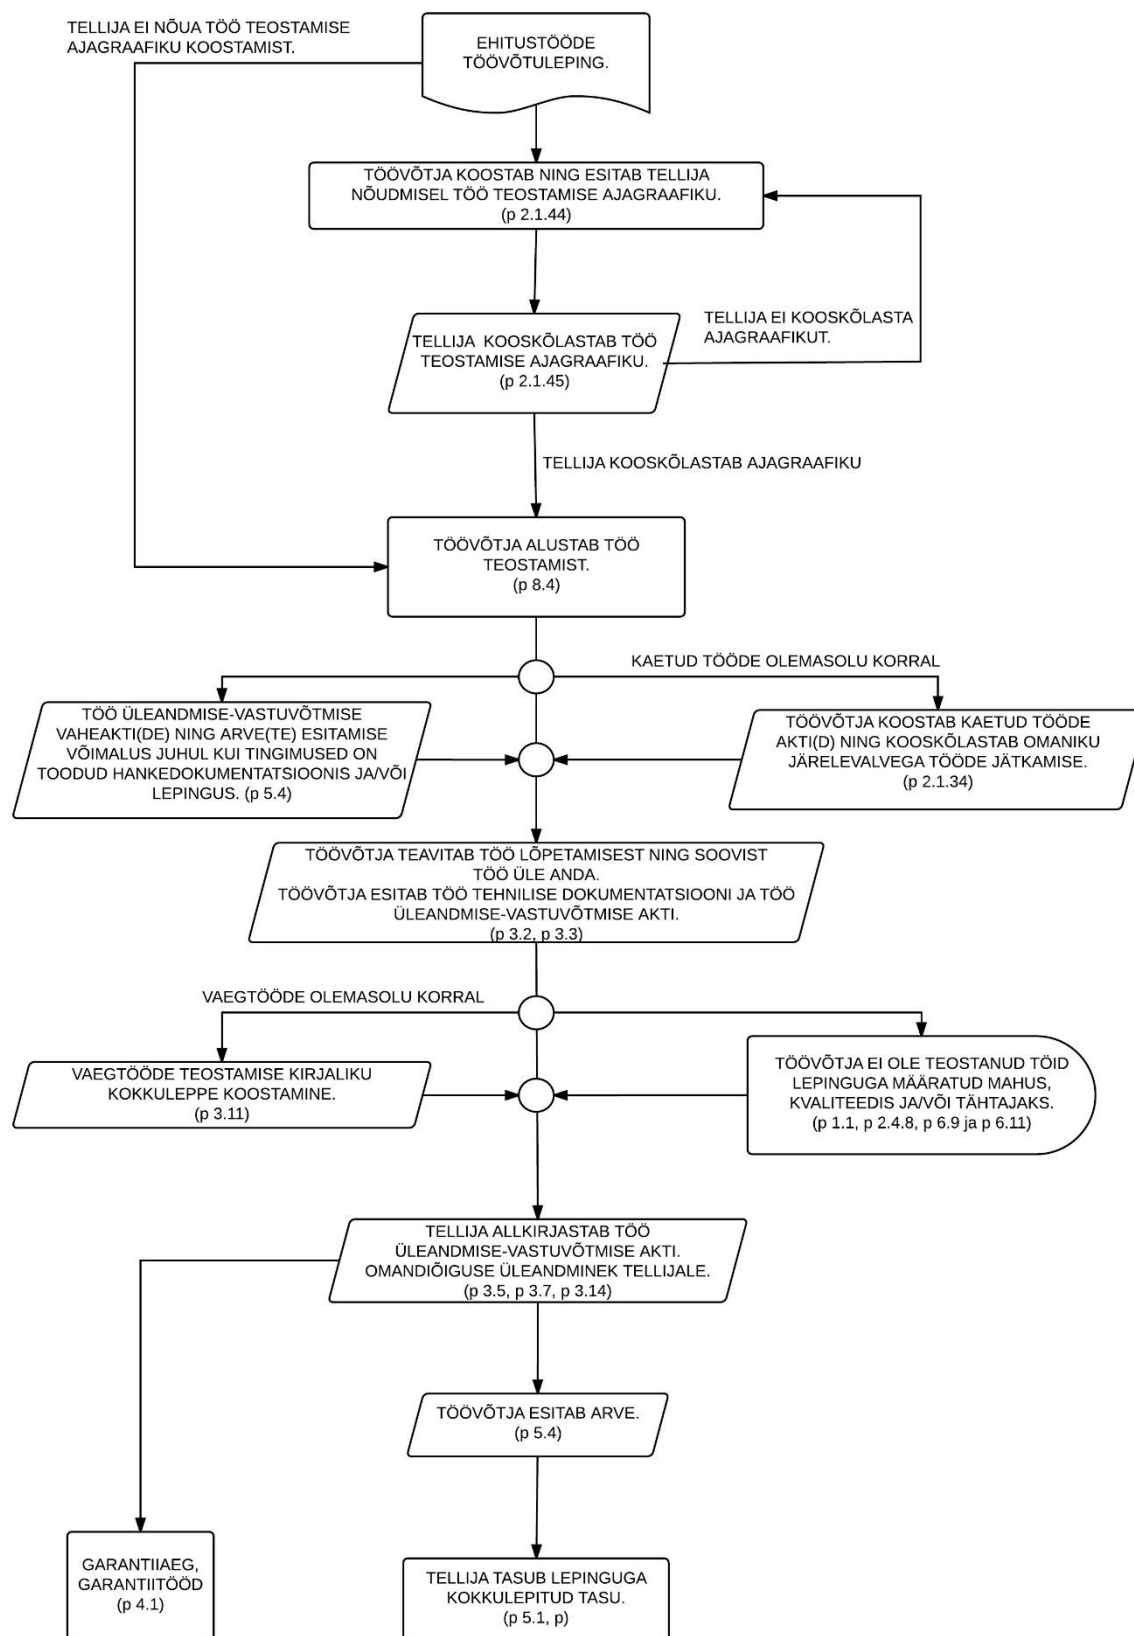 TELLIJA EI NÕUA TÖÖ TEOSTAMISE
AJAGRAAFIKU KOOSTAMIST.
EHITUSTÖÖDE
TÖÖVÕTULEPING.
TÖÖVÕTJA KOOSTAB NING ESITAB TELLIJA
NÕUDMISEL TÖÖ TEOSTAMISE AJAGRAAFIKU.
(p 2.1.44)
TELLIJA KOOSKÕLASTAB TÖÖ
TEOSTAMISE AJAGRAAFIKU.
(p 2.1.45)
TELLIJA EI KOOSKÕLASTA
AJAGRAAFIKUT.
TELLIJA KOOSKÕLASTAB AJAGRAAFIKU
TÖÖVÕTJA ALUSTAB TÖÖ
TEOSTAMIST.
(p 8.4)
KAETUD TÖÖDE OLEMASOLU KORRAL
TÖÖ ÜLEANDMISE-VASTUVÕTMISE
VAHEAKTI(DE) NING ARVE(TE) ESITAMISE
VÕIMALUS JUHUL KUI TINGIMUSED ON
TOODUD HANKEDOKUMENTATSIOONIS JA/VÕI
LEPINGUS. (p 5.4)
TÖÖVÕTJA KOOSTAB KAETUD TÖÖDE
AKTI(D) NING KOOSKÕLASTAB OMANIKU
JÄRELEVALVEGA TÖÖDE JÄTKAMISE.
(p 2.1.34)
TÖÖVÕTJA TEAVITAB TÖÖ LÕPETAMISEST NING SOOVIST
TÖÖ ÜLE ANDA.
TÖÖVÕTJA ESITAB TÖÖ TEHNILISE DOKUMENTATSIOONI JA TÖÖ
ÜLEANDMISE-VASTUVÕTMISE AKTI.
(p 3.2, p 3.3)
VAEGTÖÖDE OLEMASOLU KORRAL
VAEGTÖÖDE TEOSTAMISE KIRJALIKU
KOKKULEPPE KOOSTAMINE.
(p 3.11)
TÖÖVÕTJA EI OLE TEOSTANUD TÖID
LEPINGUGA MÄÄRATUD MAHUS,
KVALITEEDIS JA/VÕI TÄHTAJAKS.
(p 1.1, p 2.4.8, p 6.9 ja p 6.11)
TELLIJA ALLKIRJASTAB TÖÖ
ÜLEANDMISE-VASTUVÕTMISE AKTI.
OMANDIÕIGUSE ÜLEANDMINEK TELLIJALE.
(p 3.5, p 3.7, p 3.14)
TÖÖVÕTJA ESITAB ARVE.
(p 5.4)
GARANTIIAEG,
GARANTIITÖÖD
(p 4.1)
TELLIJA TASUB LEPINGUGA
KOKKULEPITUD TASU.
(p 5.1, p)